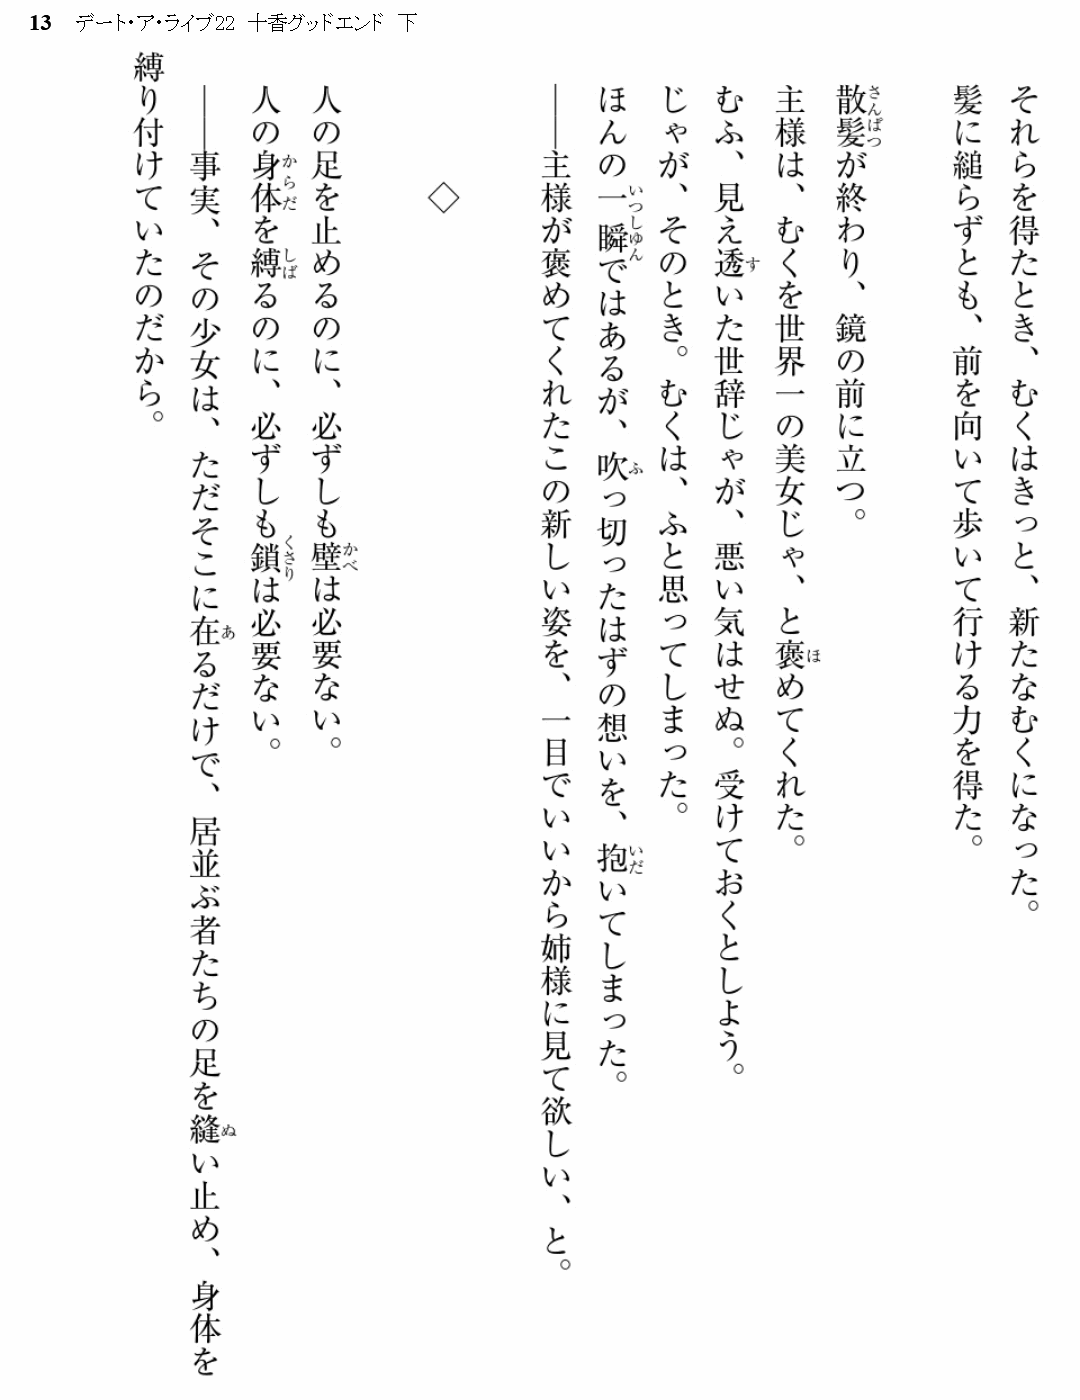 13 デート・ア・ライブ22 十香グッドエンド 下
それらを得たとき、むくはきっと、新たなむくになった。
髪に縋らずとも、前を向いて歩いて行ける力を得た。
散髪が終わり、鏡の前に立つ。
主様は、むくを世界一の美女じゃ、と褒めてくれた。
むふ、見え透いた世辞じゃが、悪い気はせぬ。受けておくとしよう。
じゃが、そのとき。むくは、ふと思ってしまった。
ほんの一瞬ではあるが、吹っ切ったはずの想いを、抱いてしまった。
――主様が褒めてくれたこの新しい姿を、一目でいいから姉様に見て欲しい、と。
◇
人の足を止めるのに、必ずしも壁は必要ない。
人の身体を縛るのに、必ずしも鎖は必要ない。
――事実、その少女は、ただそこに在るだけで、居並ぶ者たちの足を縫い止め、身体を
縛り付けていたのだから。